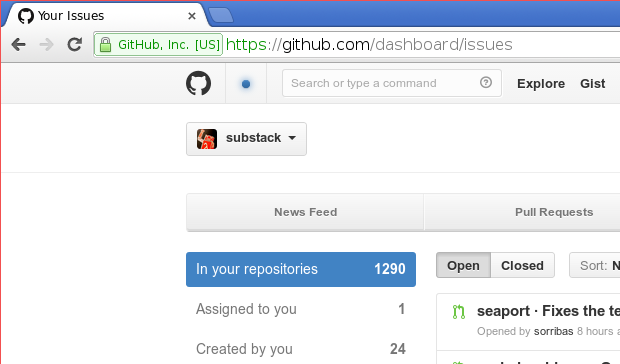 Your Issues
GitHub, Inc. [US] https://github.com/dashboard/issues
Search or type a command
Explore Gist
substack
News Feed Pull Requests
In your repositories 1290
Open Closed Sort:
Assigned to you 1
seaport · Fixes the
Opened by sorribas 8 hours
Created by you 24